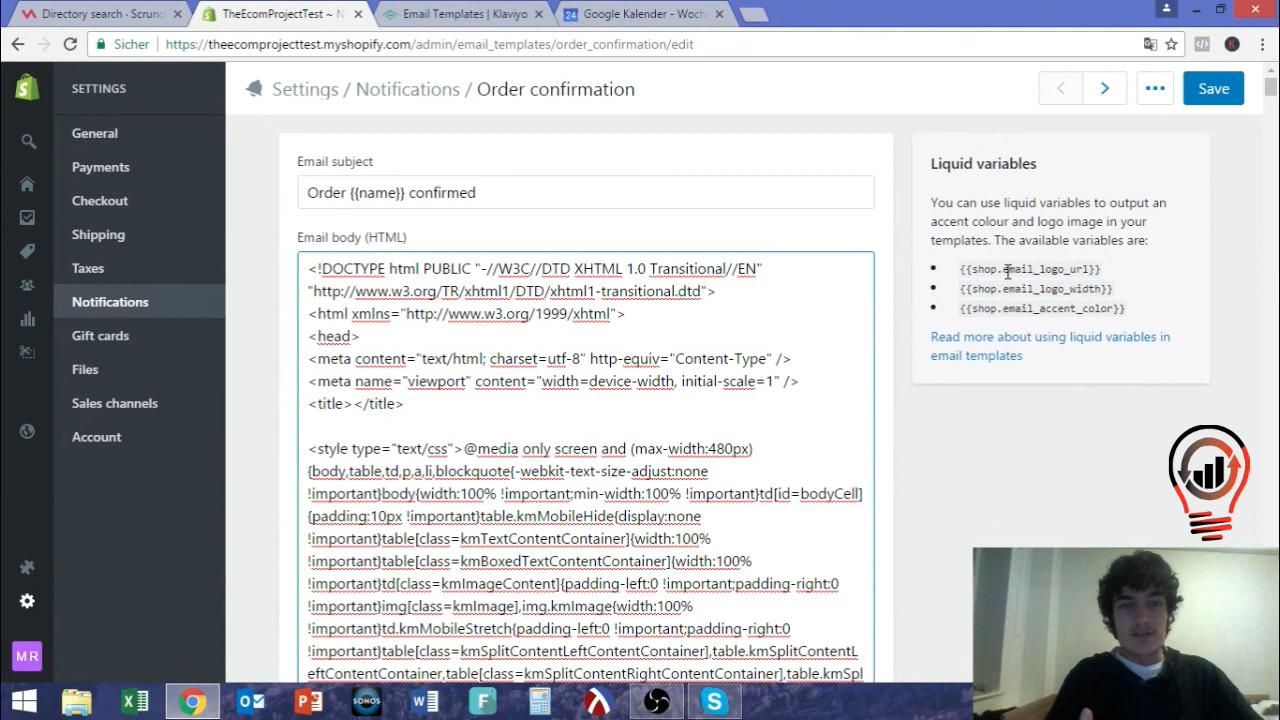 Directory search - Scrunc
TheEcomProjectTest ~ N
Email Templates | Klaviyo
24
Google Kalender - Woch
Sicher
https://theecomprojecttest.myshopify.com/admin/email_templates/order_confirmation/edit
K
SETTINGS
General
Payments
Checkout
Shipping
Taxes
Notifications
Gift cards
Files
Sales channels
Account
MR
Settings / Notifications / Order confirmation
Save
Email subject
Order {{name}} confirmed
Email body (HTML)
<!DOCTYPE html PUBLIC "-//W3C//DTD XHTML 1.0 Transitional//EN"
"http://www.w3.org/TR/xhtml1/DTD/xhtml1-transitional.dtd">
<html xmlns="http://www.w3.org/1999/xhtml">
<head>
<meta content="text/html; charset=utf-8" http-equiv="Content-Type" />
<meta name="viewport" content="width=device-width, initial-scale=1" />
<title></title>
<style type="text/css">@media only screen and (max-width:480px)
{body,table,td,p,a,li,blockquote{-webkit-text-size-adjust:none
!important}body{width:100% !important;min-width:100% !important}td[id=bodyCell]
{padding:10px !important}table.kmMobileHide{display:none
!important}table[class=kmTextContentContainer]{width:100%
!important}table[class=kmBoxedTextContentContainer]{width:100%
!important}td[class=kmImageContent]{padding-left:0 !important;padding-right:0
!important}img[class=kmImage],img.kmImage{width:100%
!important}td.kmMobileStretch{padding-left:0 !important;padding-right:0
!important}table[class=kmSplitContentLeftContentContainer],table.kmSplitContentL
eftContentContainer,table[class=kmSplitContentRightContentContainer],table.kmSpl
Liquid variables
You can use liquid variables to output an
accent colour and logo image in your
templates. The available variables are:
{{shop.email_logo_url}}
{{shop.email_logo_width}}
{{shop.email_accent_color}}
Read more about using liquid variables in
email templates
SONOS
F